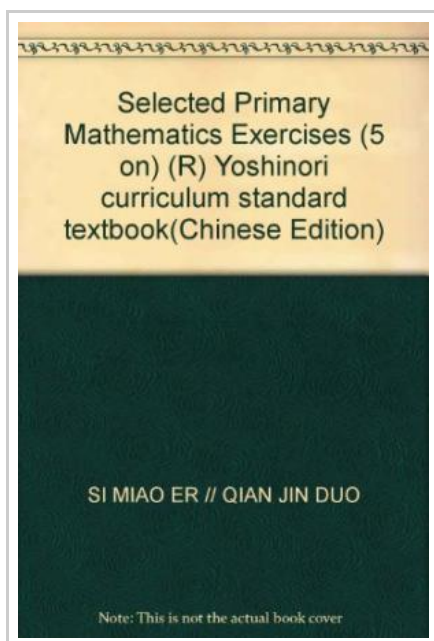 Selected Primary
Mathematics Exercises (5
on) (R) Yoshinori
curriculum standard
textbook(Chinese Edition)
SI MIAO ER // QIAN JIN DUO
Note: This is not the actual book cover